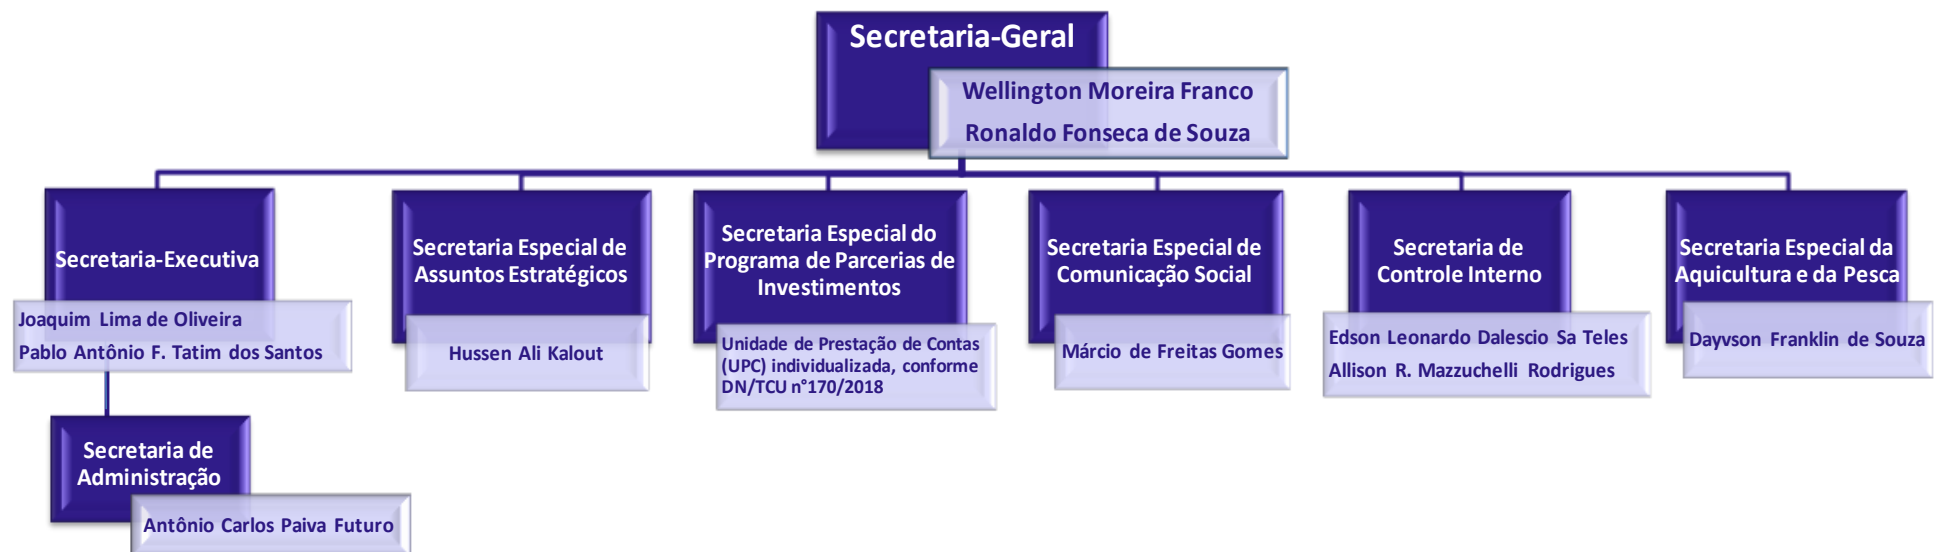 Secretaria-Geral
Wellington Moreira Franco
Ronaldo Fonseca de Souza
Secretaria-Executiva
Joaquim Lima de Oliveira
Pablo Antônio F. Tatim dos Santos
Secretaria de
Administração
Antônio Carlos Paiva Futuro
Secretaria Especial de
Assuntos Estratégicos
Hussen Ali Kalout
Secretaria Especial do
Programa de Parcerias de
Investimentos
Unidade de Prestação de Contas
(UPC) individualizada, conforme
DN/TCU n°170/2018
Secretaria Especial de
Comunicação Social
Márcio de Freitas Gomes
Secretaria de
Controle Interno
Edson Leonardo Dalescio Sa Teles
Allison R. Mazzuchelli Rodrigues
Secretaria Especial da
Aquicultura e da Pesca
Dayvson Franklin de Souza